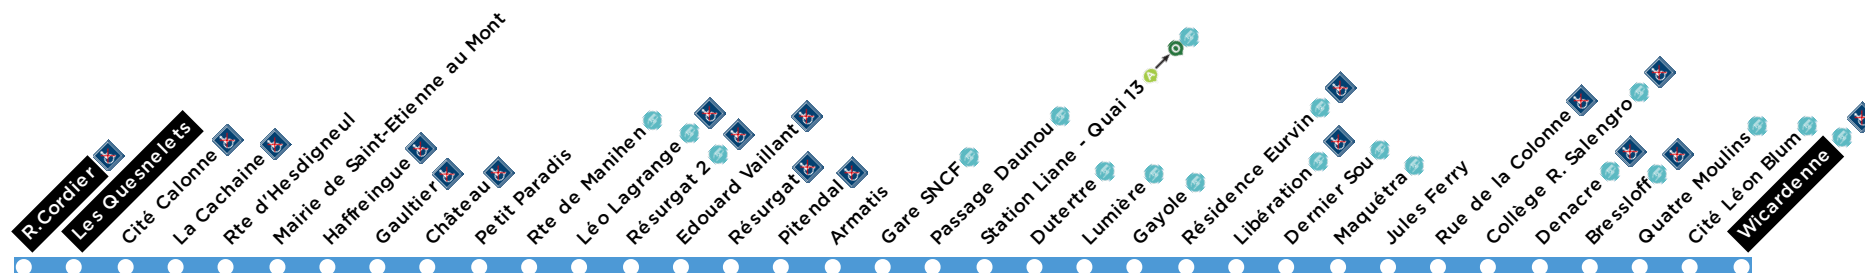 R.Cordier
Les Quesnelets
Cité Calonne
La Cachaine
Rte d'Hesdigneul
Mairie de Saint-Etienne au Mont
Haffreingue
Gaultier
Château
Petit Paradis
Rte de Manihen
Léo Lagrange
Résurgat 2
Edouard Vaillant
Résurgat
Pitendal
Armatis
Gare SNCF
Passage Daunou
Station Liane - Quai 13 A O
Dutertre
Lumière
Gayole
Résidence Eurvin
Libération
Dernier Sou
Maquétra
Jules Ferry
Rue de la Colonne
Collège R. Salengro
Denacre
Bressloff
Quatre Moulins
Cité Léon Blum
Wicardenne